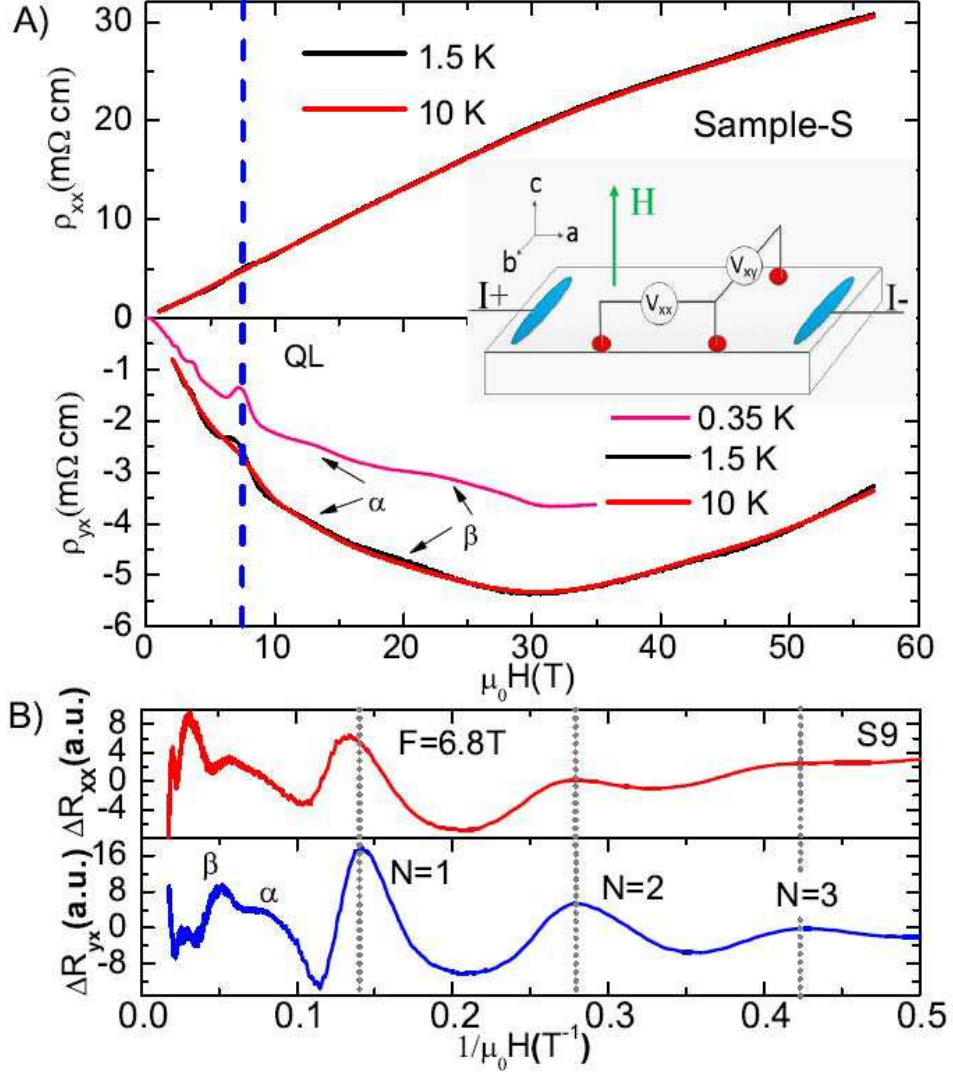 A)
30
20
10
0
ρxx(mΩ cm)
1.5 K
10 K
Sample-S
c
a
b
H
I+
Vxx
Vxy
I-
-1
-2
-3
-4
-5
-6
ρyx(mΩ cm)
QL
0.35 K
1.5 K
10 K
α
β
0 10 20 30 40 50 60
μ0H(T)
B)
8
4
0
-4
ΔRxx(a.u.)
F=6.8T
S9
16
8
0
-8
ΔRyx(a.u.)
β
α
N=1
N=2
N=3
0.0 0.1 0.2 0.3 0.4 0.5
1/μ0H(T-1)